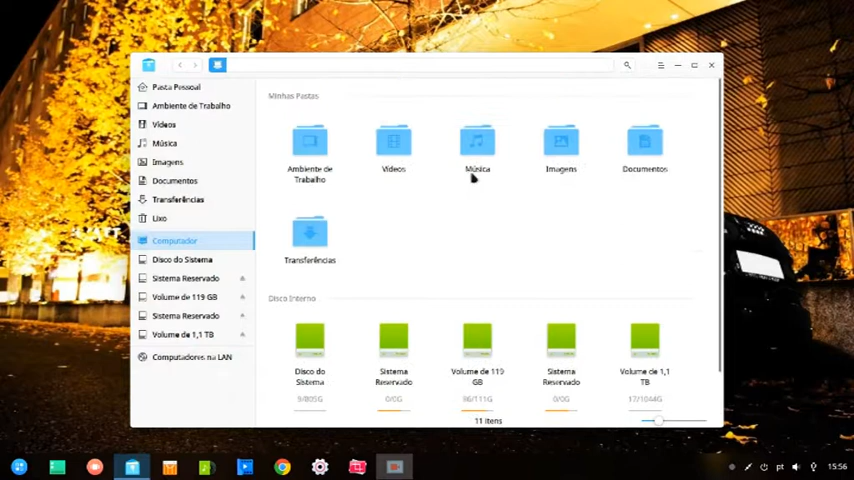 Pasta Pessoal
Ambiente de Trabalho
Vídeos
Música
Imagens
Documentos
Transferências
Lixo
Computador
Disco do Sistema
Sistema Reservado
Volume de 119 GB
Sistema Reservado
Volume de 1,1 TB
Computadores na LAN
Minhas Pastas
Ambiente de
Trabalho
Vídeos
Música
Imagens
Documentos
Transferências
Disco Interno
Disco do
Sistema
Sistema
Reservado
Volume de 119
GB
Sistema
Reservado
Volume de 1,1
TB
9/805G
0/0G
86/111G
0/0G
17/1044G
11 itens
pt
15:56